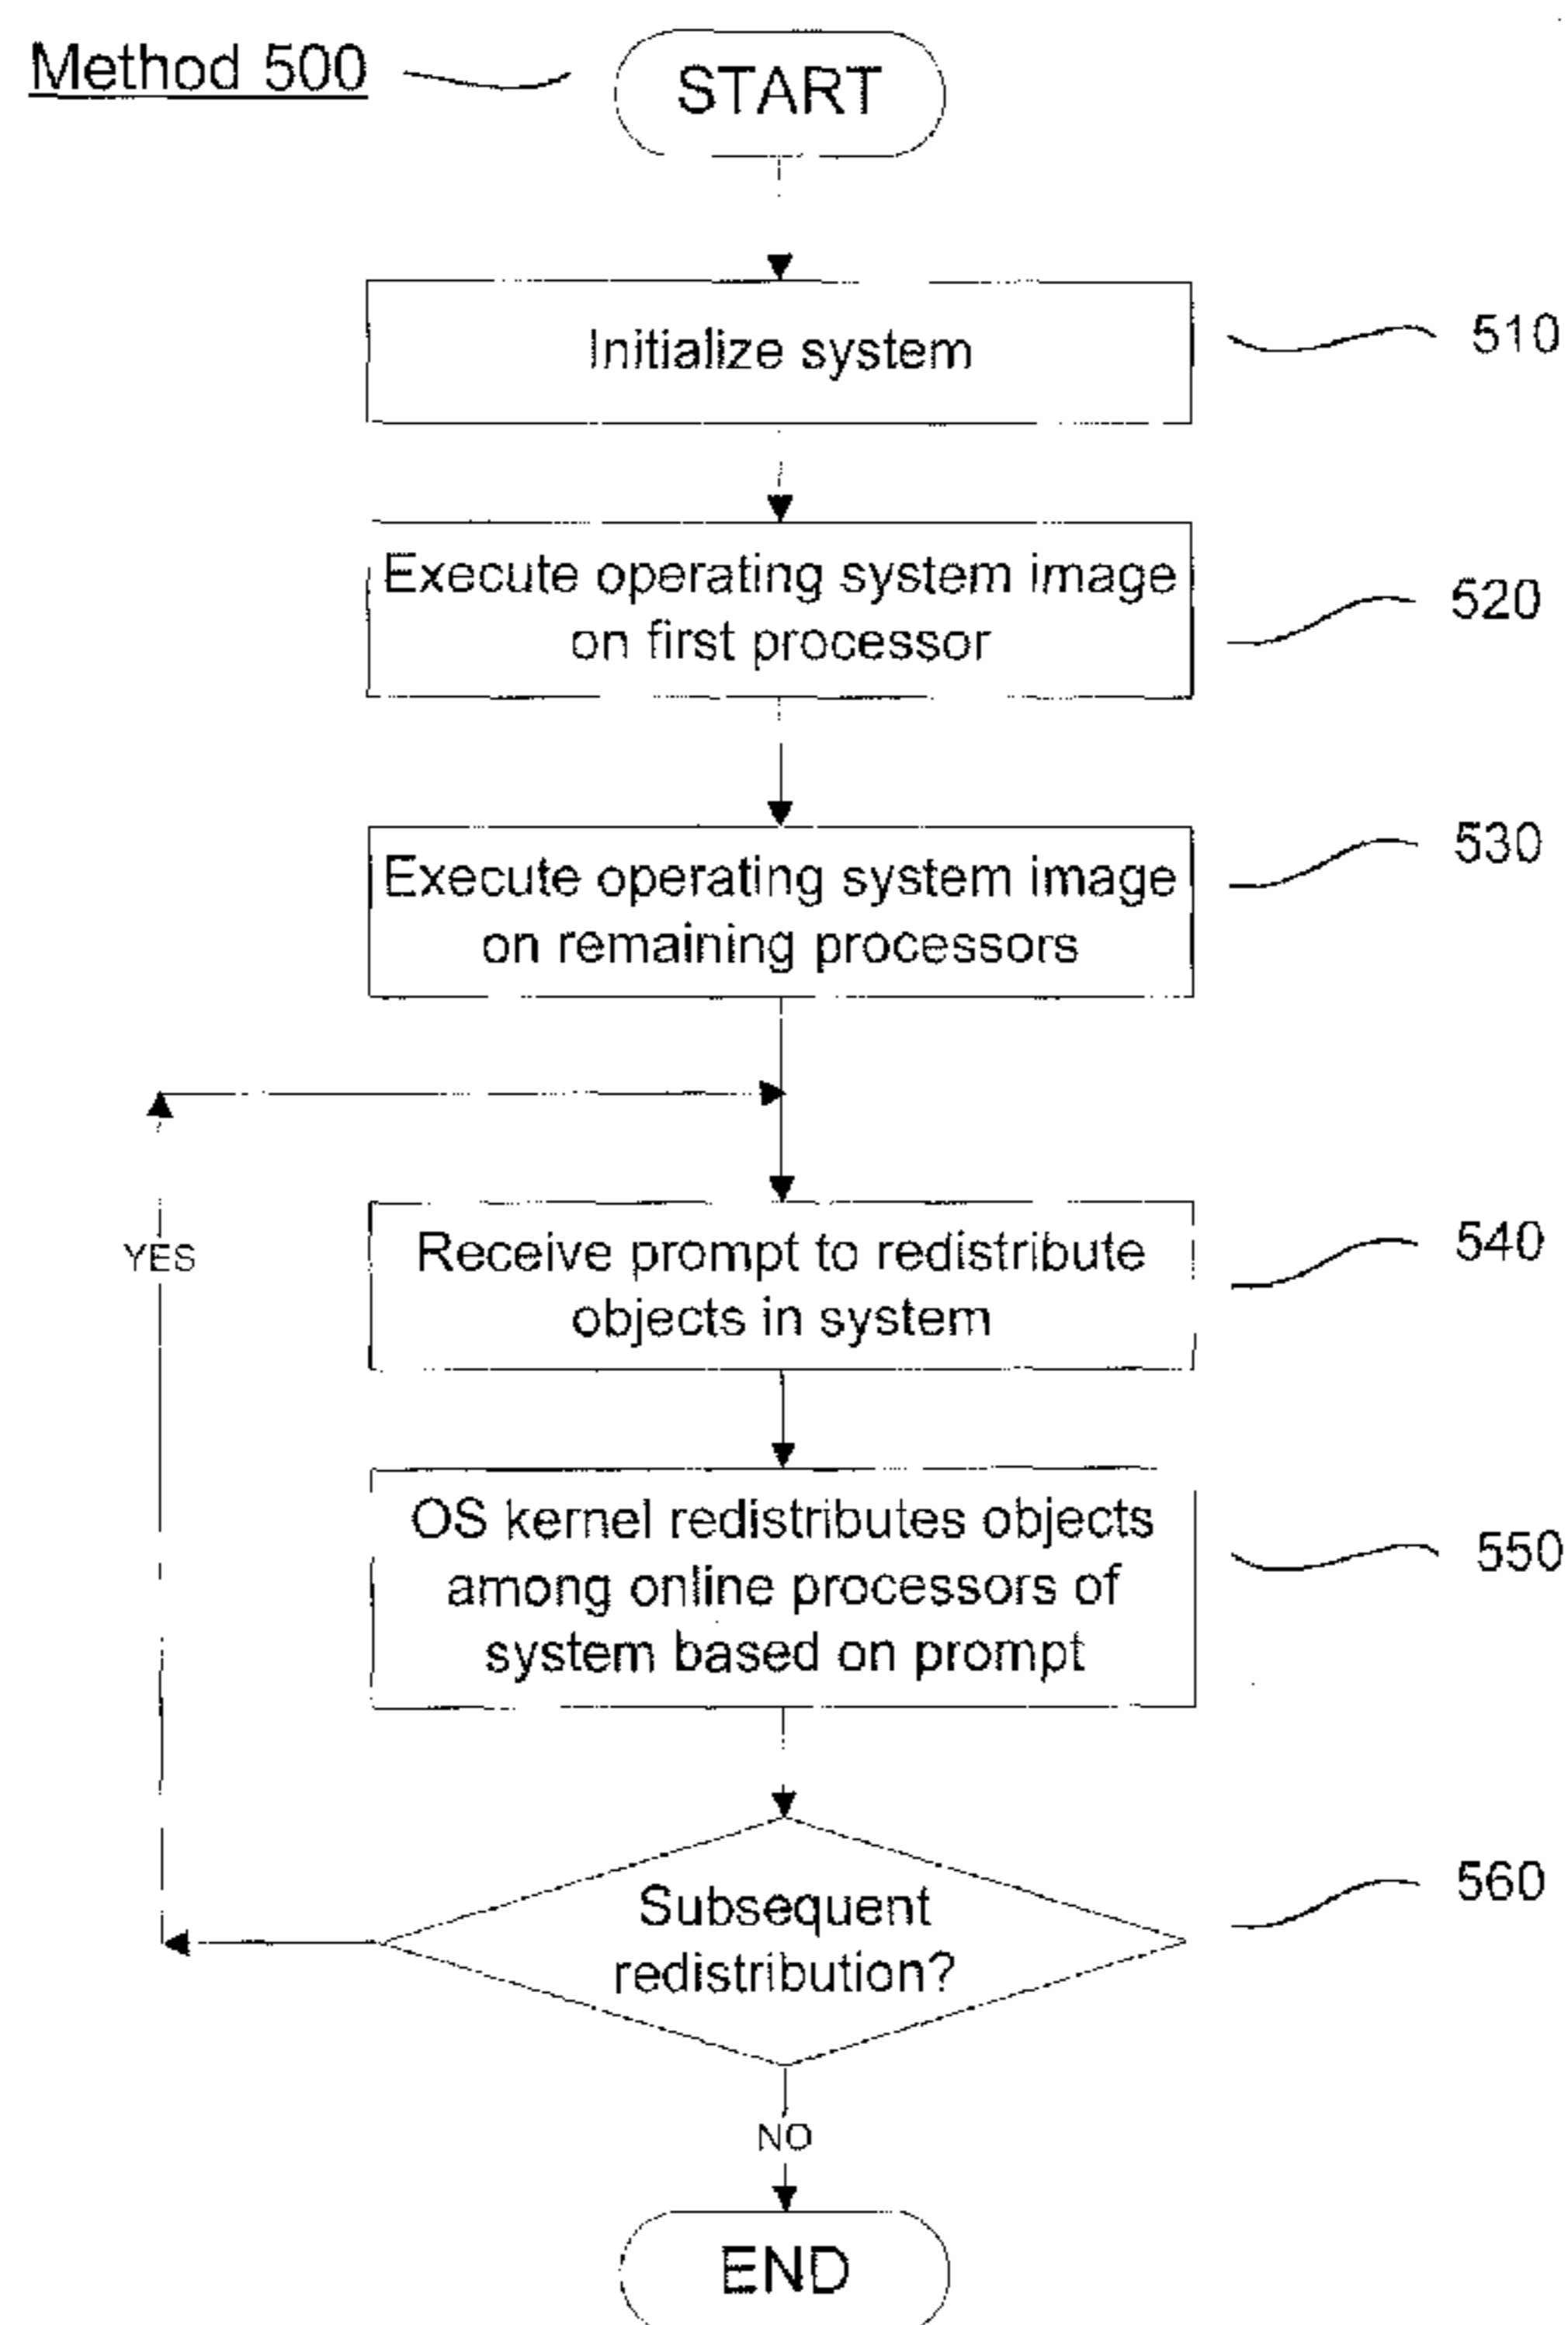 Method 500
START
Initialize system
510
Execute operating system image
on first processor
520
Execute operating system image
on remaining processors
530
YES
Receive prompt to redistribute
objects in system
540
OS kernel redistributes objects
among online processors of
system based on prompt
550
Subsequent
redistribution?
560
NO
END